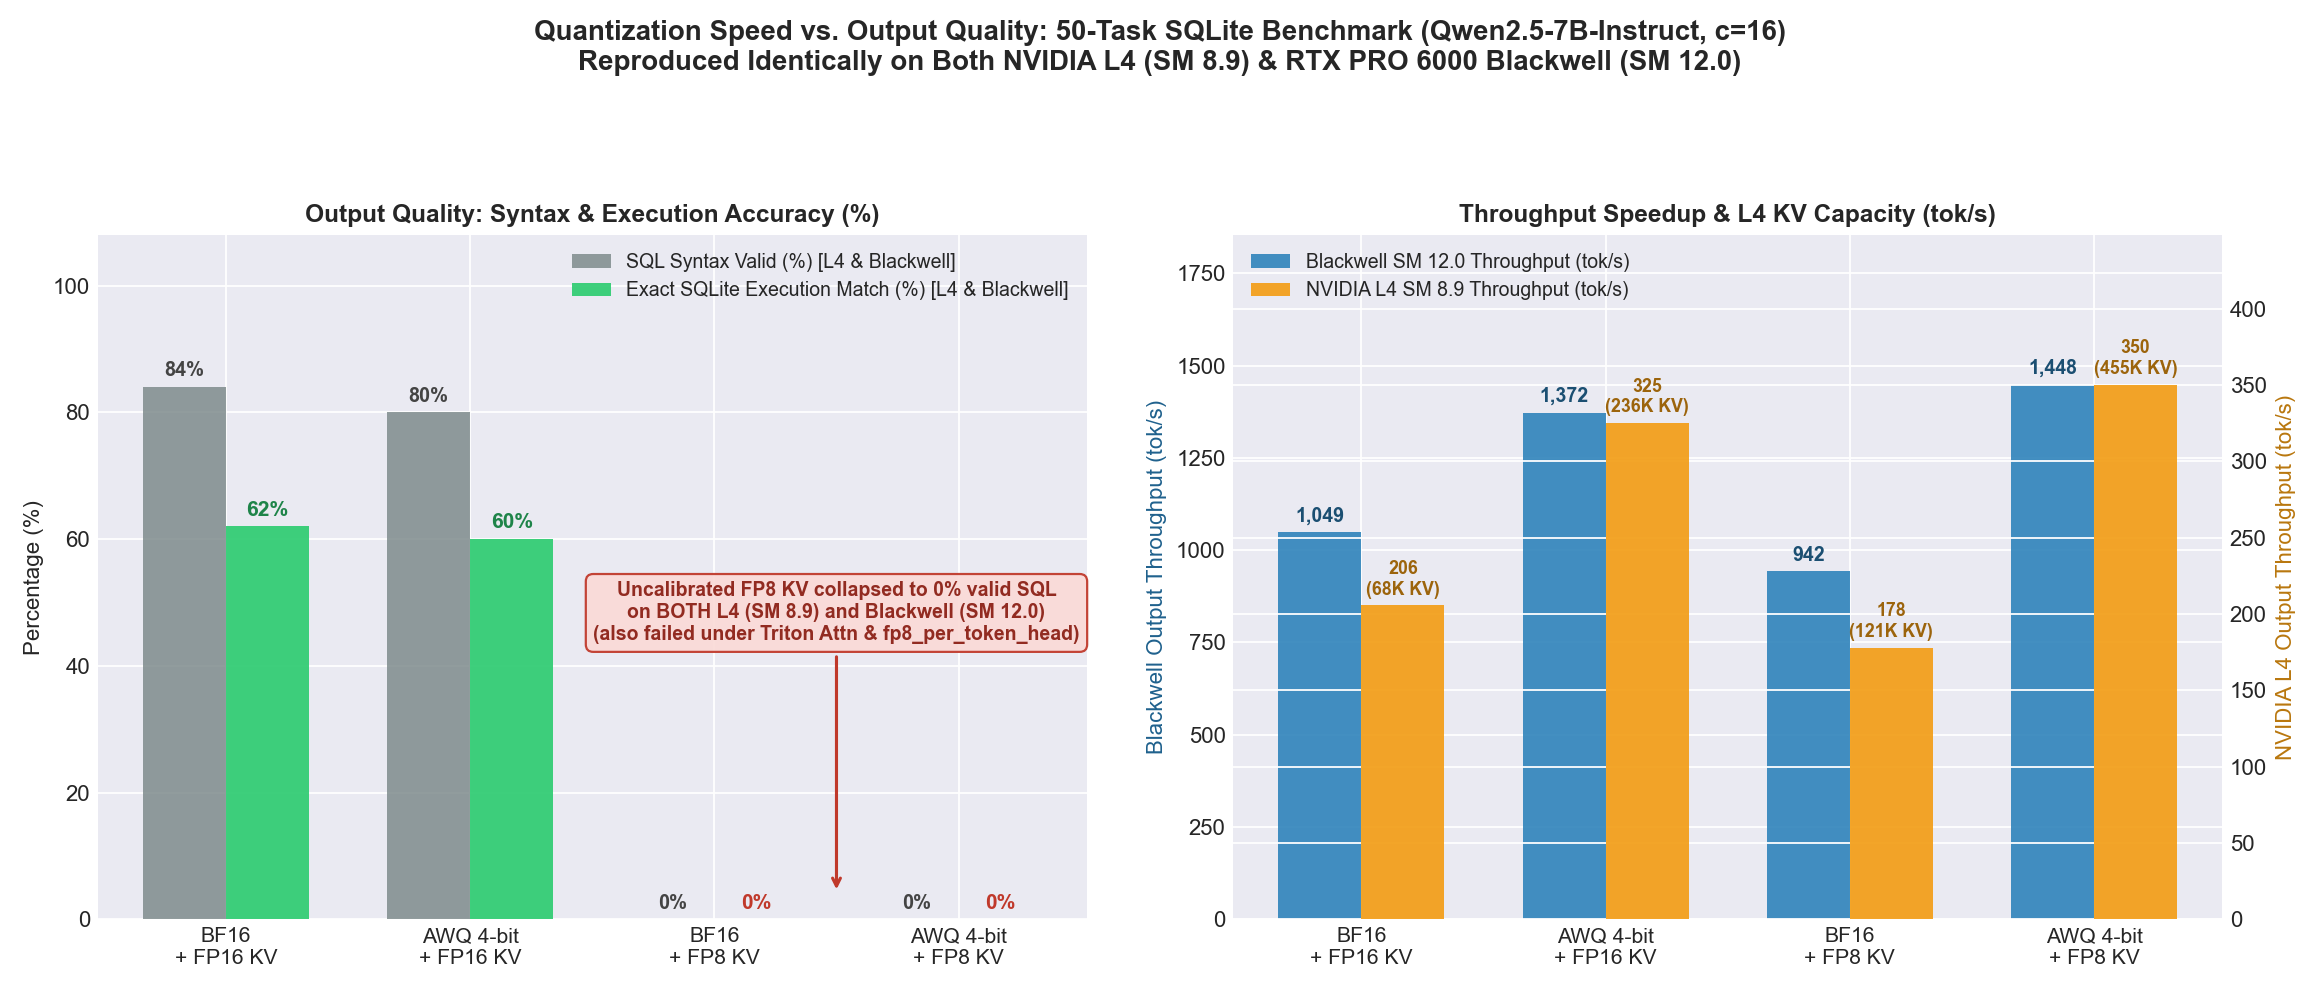 Quantization Speed vs. Output Quality: 50-Task SQLite Benchmark (Qwen2.5-7B-Instruct, c=16)
Reproduced Identically on Both NVIDIA L4 (SM 8.9) & RTX PRO 6000 Blackwell (SM 12.0)
Output Quality: Syntax & Execution Accuracy (%)
SQL Syntax Valid (%) [L4 & Blackwell]
Exact SQLite Execution Match (%) [L4 & Blackwell]
Percentage (%)
100
80
60
40
20
0
84%
62%
80%
60%
Uncalibrated FP8 KV collapsed to 0% valid SQL
on BOTH L4 (SM 8.9) and Blackwell (SM 12.0)
(also failed under Triton Attn & fp8_per_token_head)
0%
0%
0%
0%
BF16
+ FP16 KV
AWQ 4-bit
+ FP16 KV
BF16
+ FP8 KV
AWQ 4-bit
+ FP8 KV
Throughput Speedup & L4 KV Capacity (tok/s)
Blackwell SM 12.0 Throughput (tok/s)
NVIDIA L4 SM 8.9 Throughput (tok/s)
Blackwell Output Throughput (tok/s)
1750
1500
1250
1000
750
500
250
0
1,049
206
(68K KV)
1,372
325
(236K KV)
942
178
(121K KV)
1,448
350
(455K KV)
BF16
+ FP16 KV
AWQ 4-bit
+ FP16 KV
BF16
+ FP8 KV
AWQ 4-bit
+ FP8 KV
400
350
300
250
200
150
100
50
0
NVIDIA L4 Output Throughput (tok/s)